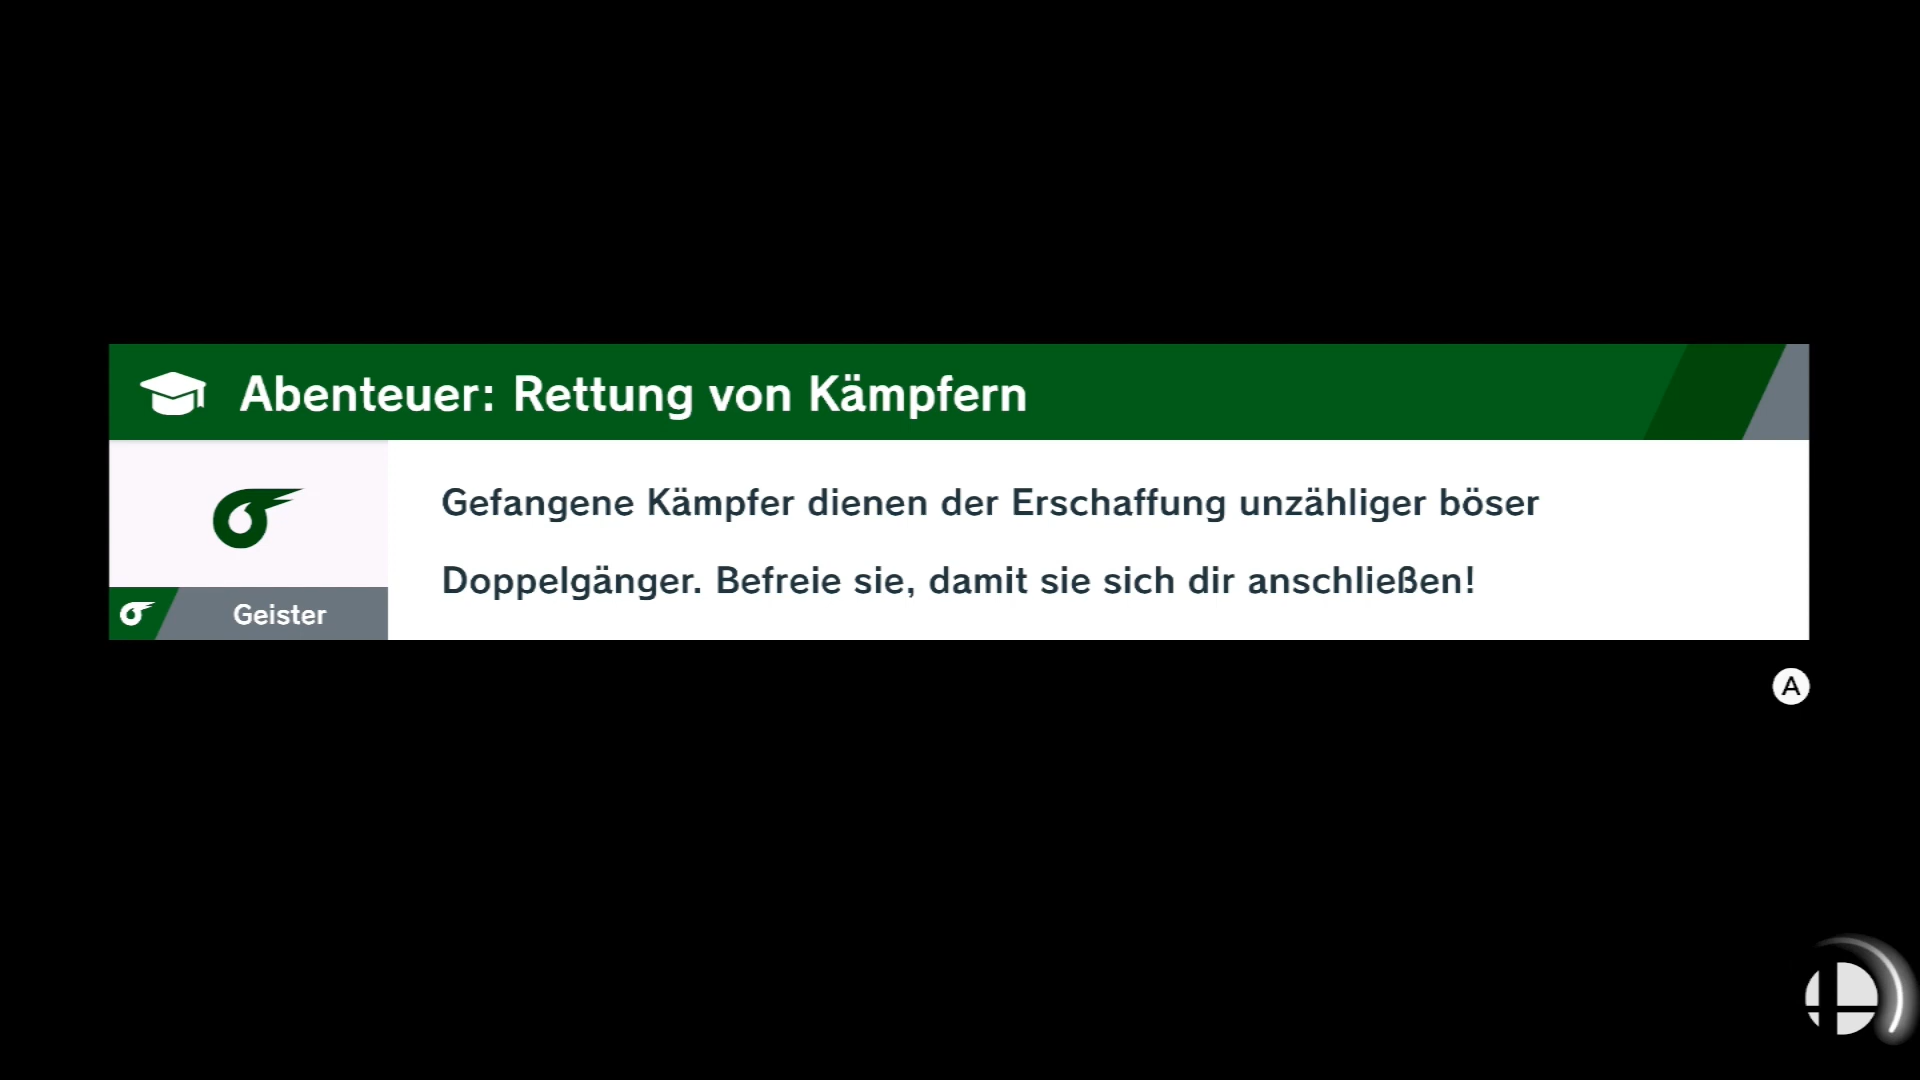 Abenteuer: Rettung von Kämpfern
Gefangene Kämpfer dienen der Erschaffung unzähliger böser
Doppelgänger. Befreie sie, damit sie sich dir anschließen!
Geister
A